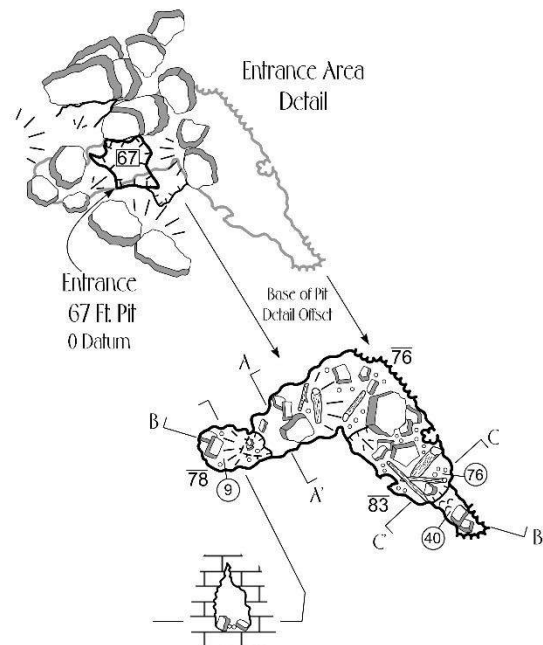 Entrance Area
Detail
67
Entrance
67 Ft. Pit
0 Datum
Base of Pit
Detail Offset
76
A
B
C
78
9
A'
83
76
C'
40
B